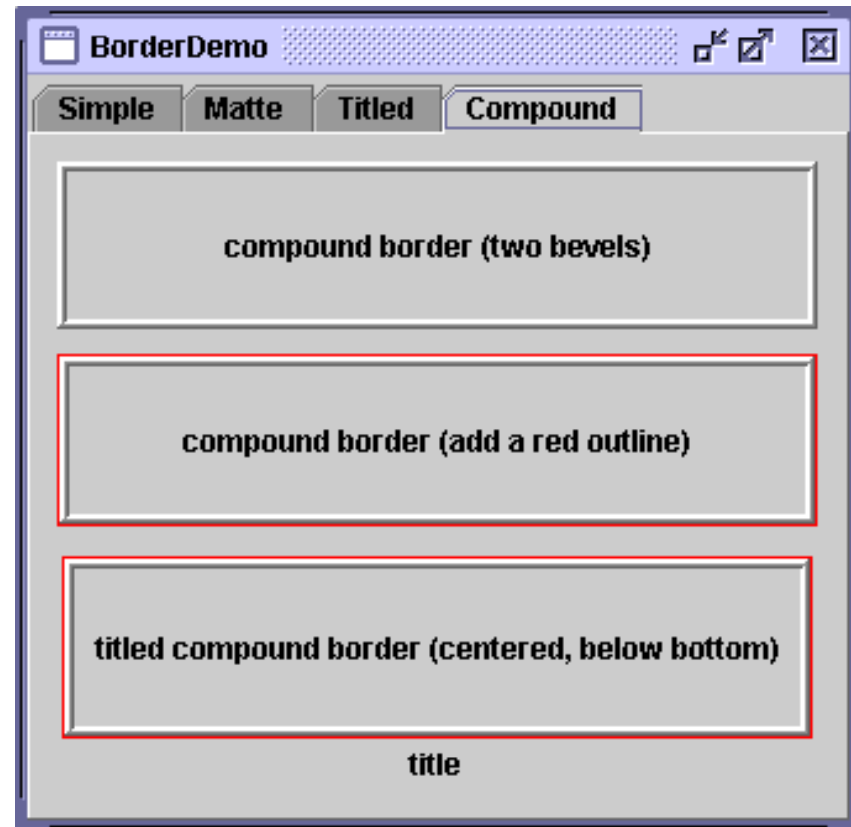 BorderDemo
Simple Matte Titled Compound
compound border (two bevels)
compound border (add a red outline)
titled compound border (centered, below bottom)
title